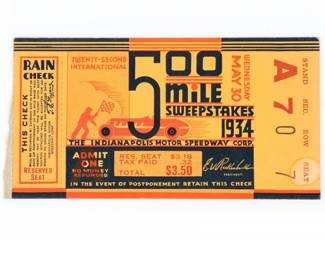 RAIN
CHECK
THIS CHECK
RESERVED
SEAT
TWENTY-SECOND
INTERNATIONAL
500
MILE
SWEEPSTAKES
1934
WEDNESDAY
MAY 30
THE INDIANAPOLIS MOTOR SPEEDWAY CORP.
ADMIT
ONE
NO MONEY
REFUNDED
RES. SEAT $3.18
TAX PAID 32
TOTAL $3.50
PRESIDENT
IN THE EVENT OF POSTPONEMENT RETAIN THIS CHECK
STAND SEC. ROW SEAT
A 7 0 7